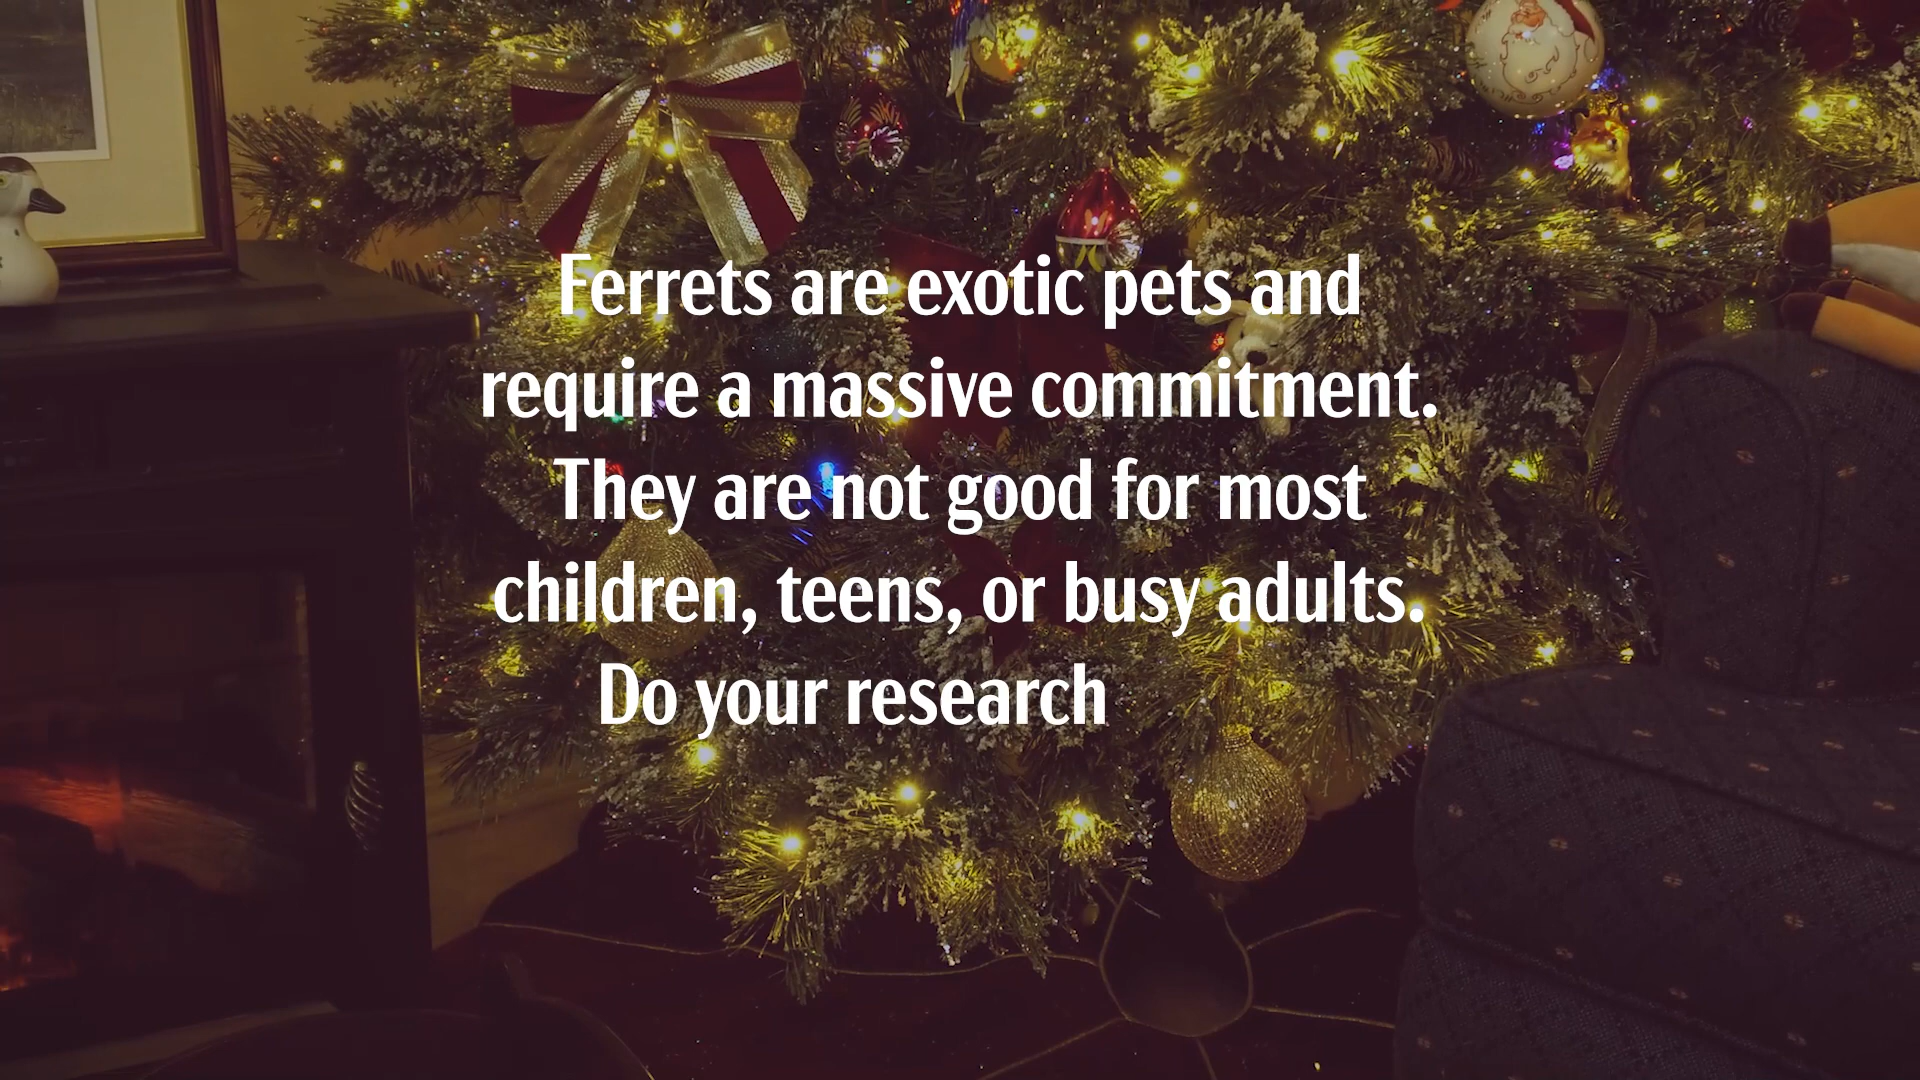 Ferrets are exotic pets and
require a massive commitment.
They are not good for most
children, teens, or busy adults.
Do your research